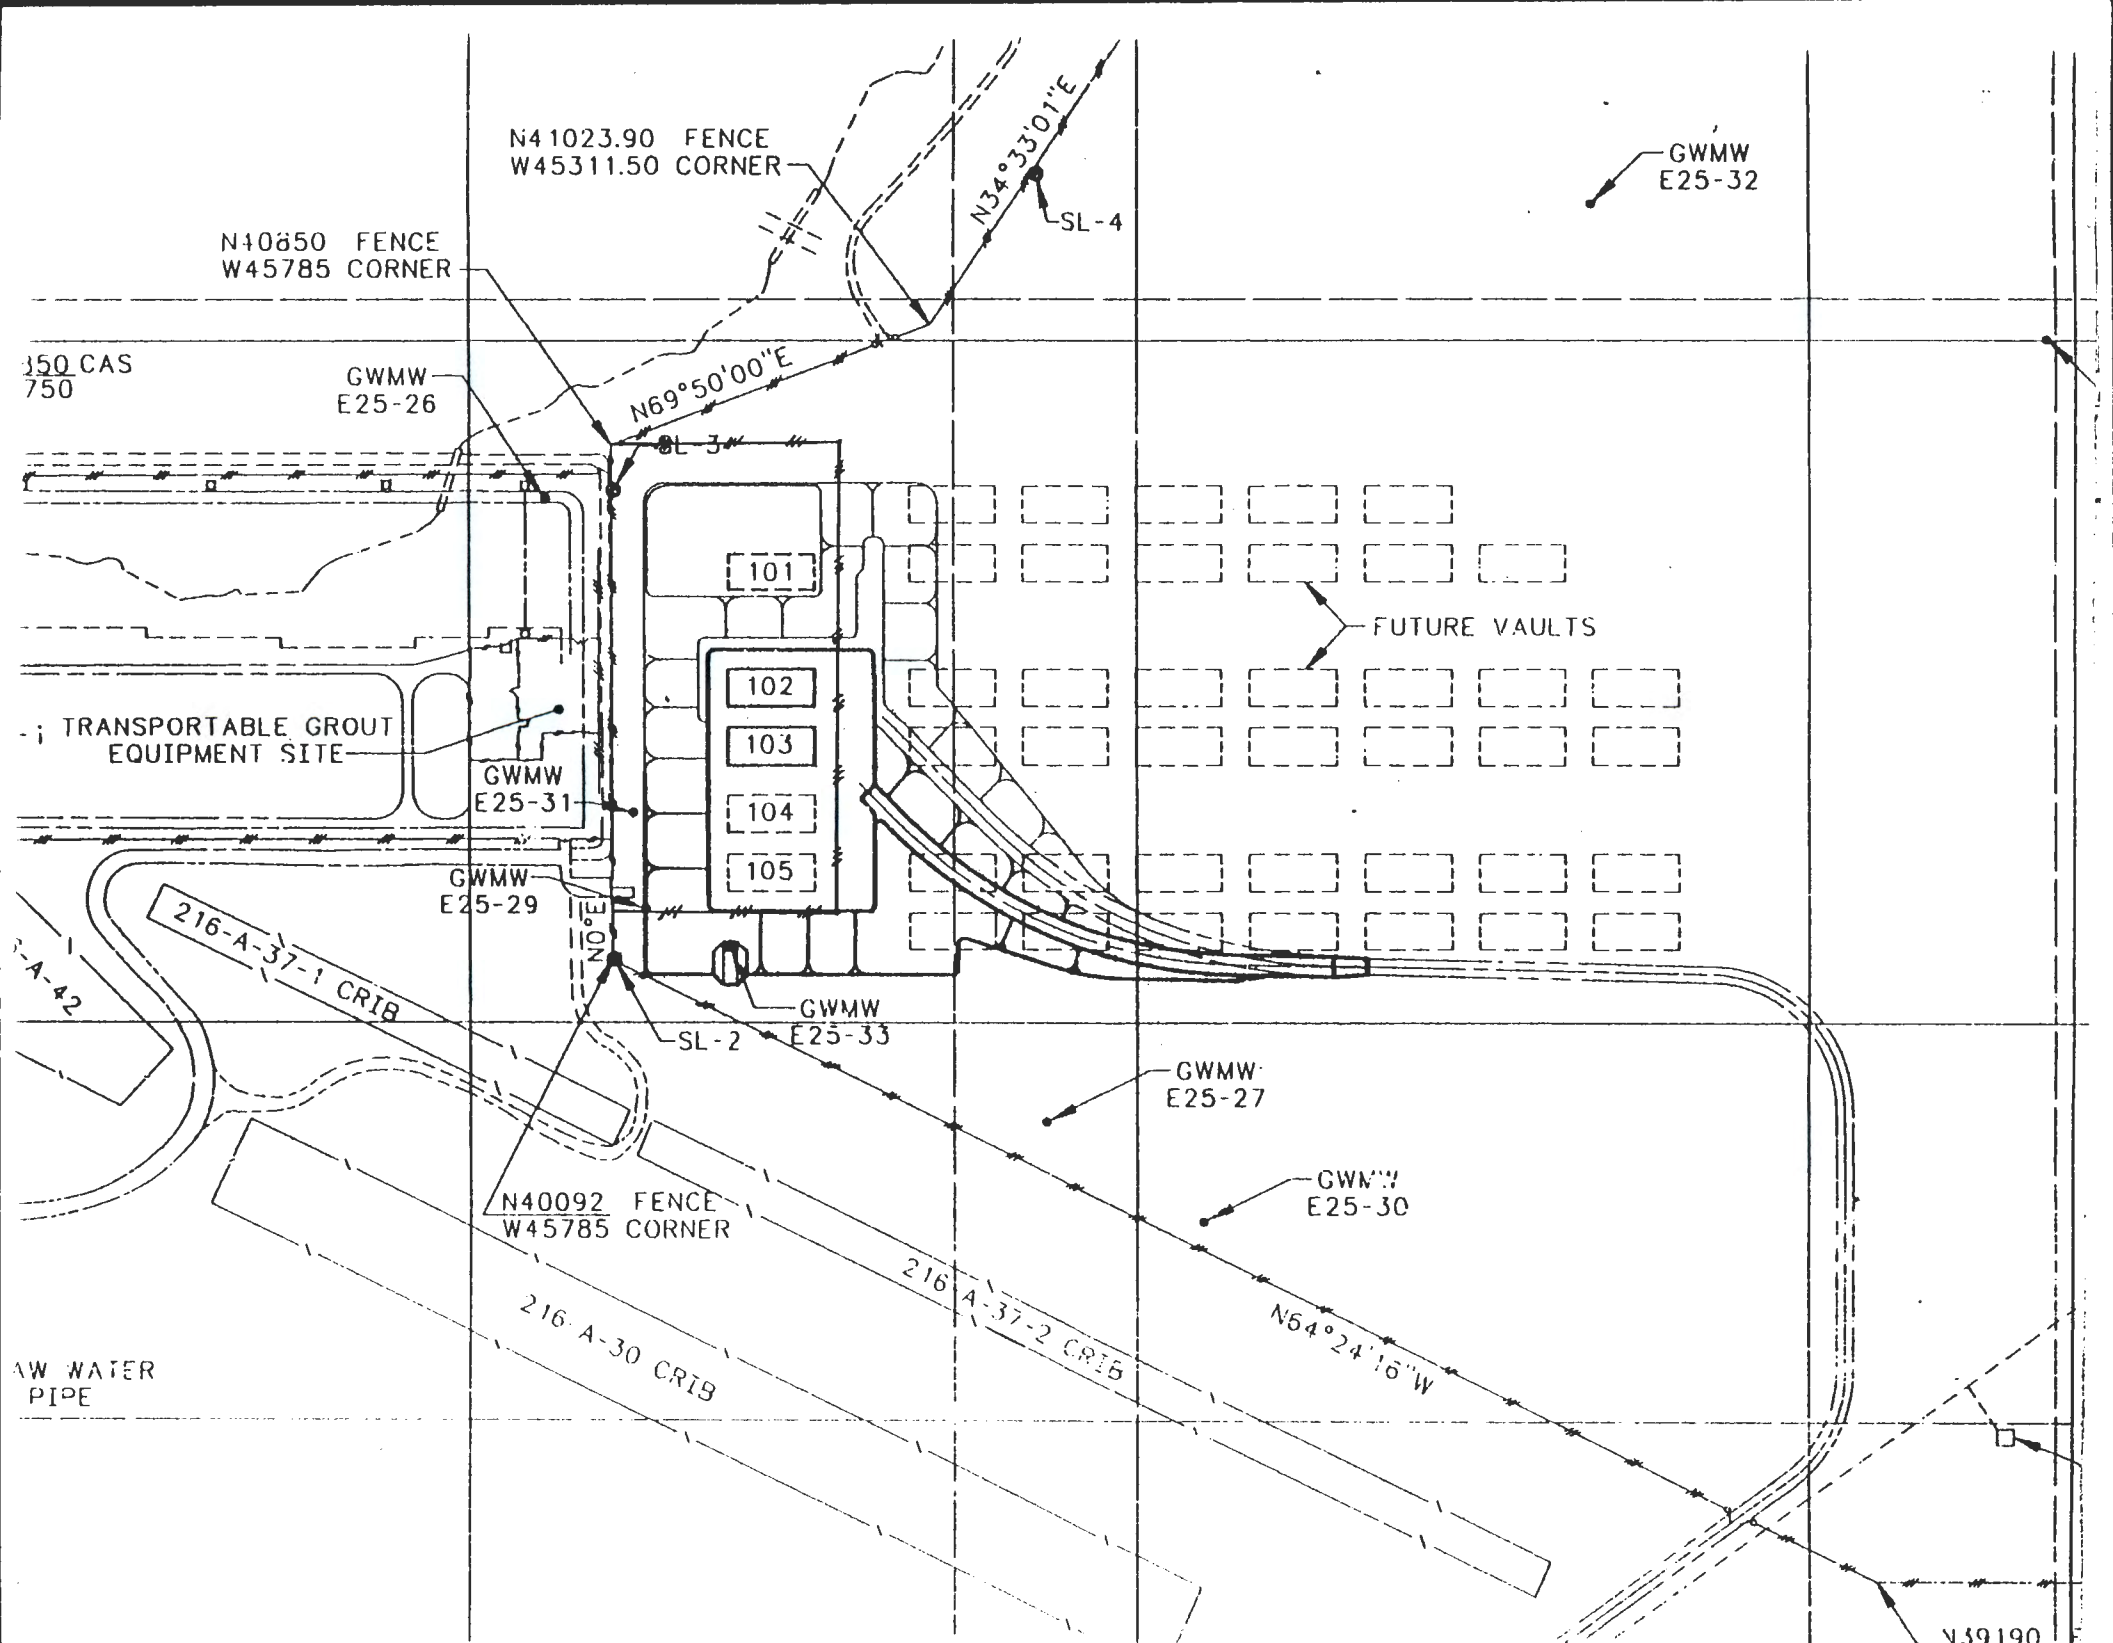 N41023.90 FENCE
W45311.50 CORNER
N34°33'01"E
GWMW
E25-32
SL-4
N40850 FENCE
W45785 CORNER
350 CAS
750
GWMW
E25-26
N69°50'00"E
SL-3
101
FUTURE VAULTS
102
TRANSPORTABLE GROUT
EQUIPMENT SITE
103
GWMW
E25-31
104
105
GWMW
E25-29
N0°E
216-A-37-1 CRIB
A-42
GWMW
E25-33
SL-2
GWMW
E25-27
GWMW
E25-30
N40092 FENCE
W45785 CORNER
216-A-37-2 CRIB
216-A-30 CRIB
N64°24'16"W
AW WATER
PIPE
N39190